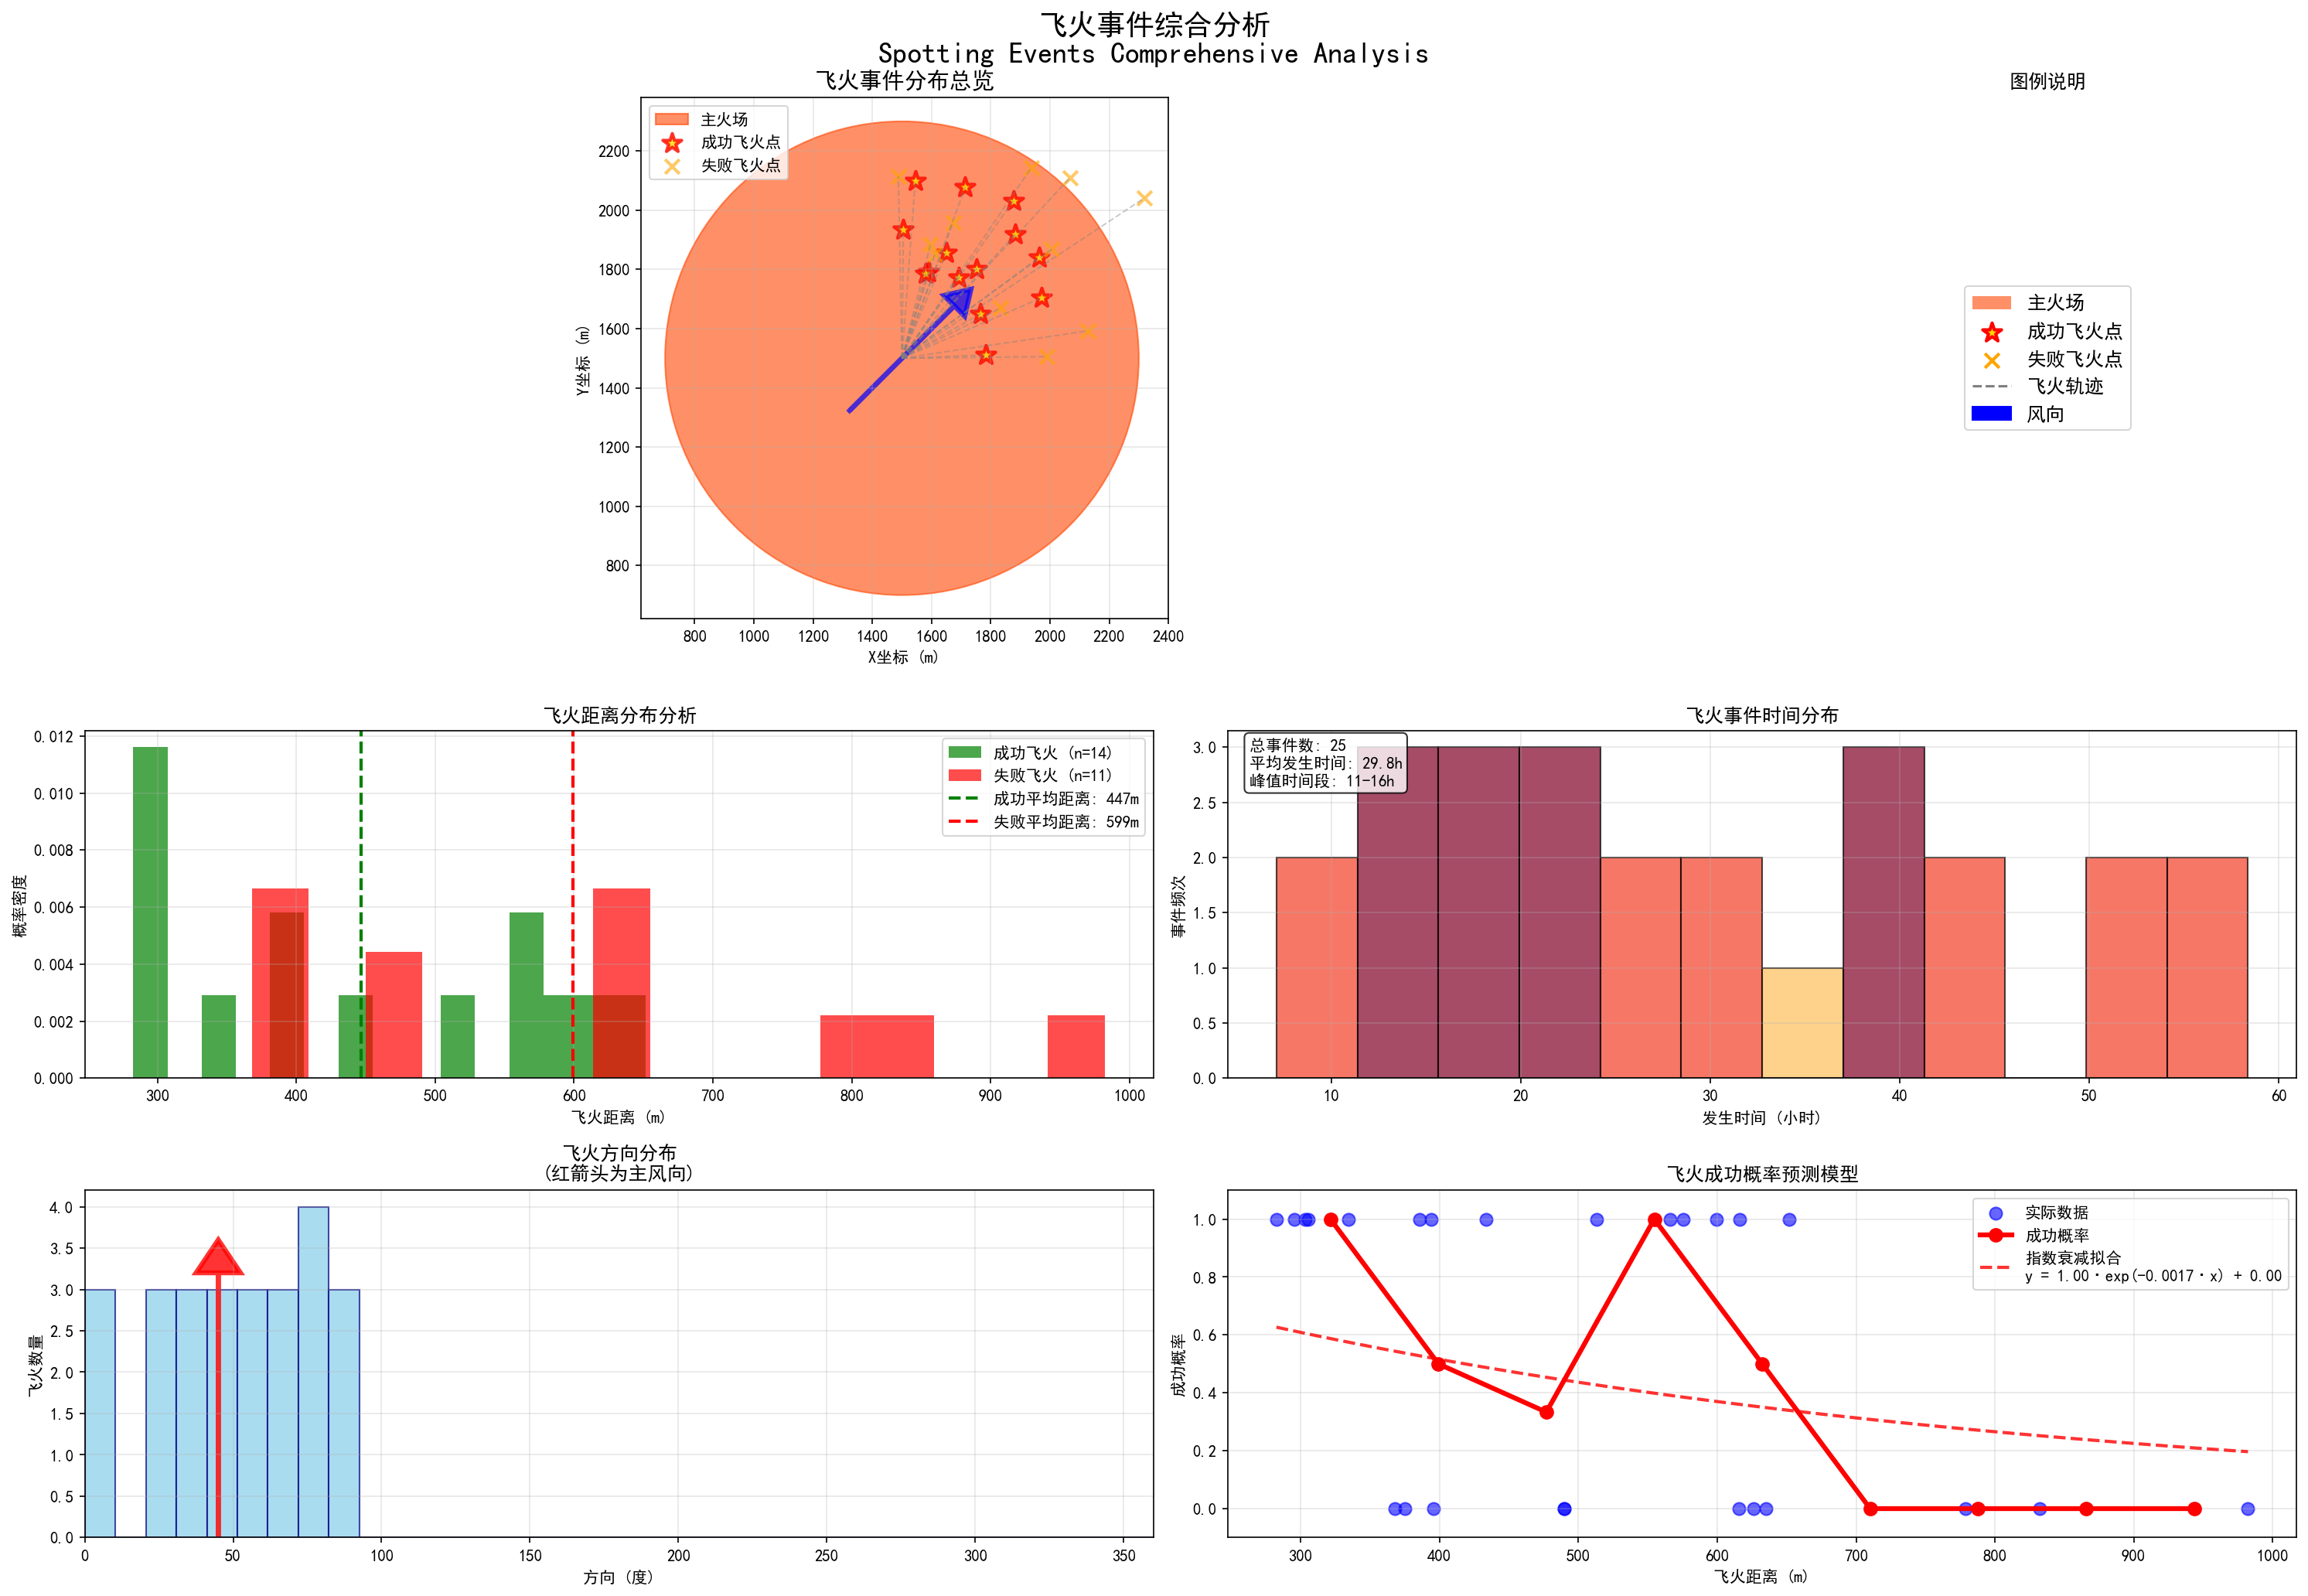 飞火事件综合分析
Spotting Events Comprehensive Analysis
飞火事件分布总览
主火场
成功飞火点
失败飞火点
2200
2000
1800
1600
1400
1200
1000
800
Y坐标 (m)
800 1000 1200 1400 1600 1800 2000 2200 2400
X坐标 (m)
图例说明
主火场
成功飞火点
失败飞火点
飞火轨迹
风向
飞火距离分布分析
成功飞火 (n=14)
失败飞火 (n=11)
成功平均距离: 447m
失败平均距离: 599m
0.012
0.010
0.008
0.006
0.004
0.002
0.000
概率密度
300 400 500 600 700 800 900 1000
飞火距离 (m)
飞火事件时间分布
总事件数: 25
平均发生时间: 29.8h
峰值时间段: 11-16h
3.0
2.5
2.0
1.5
1.0
0.5
0.0
事件频次
10 20 30 40 50 60
发生时间 (小时)
飞火方向分布
(红箭头为主风向)
4.0
3.5
3.0
2.5
2.0
1.5
1.0
0.5
0.0
飞火数量
0 50 100 150 200 250 300 350
方向 (度)
飞火成功概率预测模型
实际数据
成功概率
指数衰减拟合
y = 1.00·exp(-0.0017·x) + 0.00
1.0
0.8
0.6
0.4
0.2
0.0
成功概率
300 400 500 600 700 800 900 1000
飞火距离 (m)